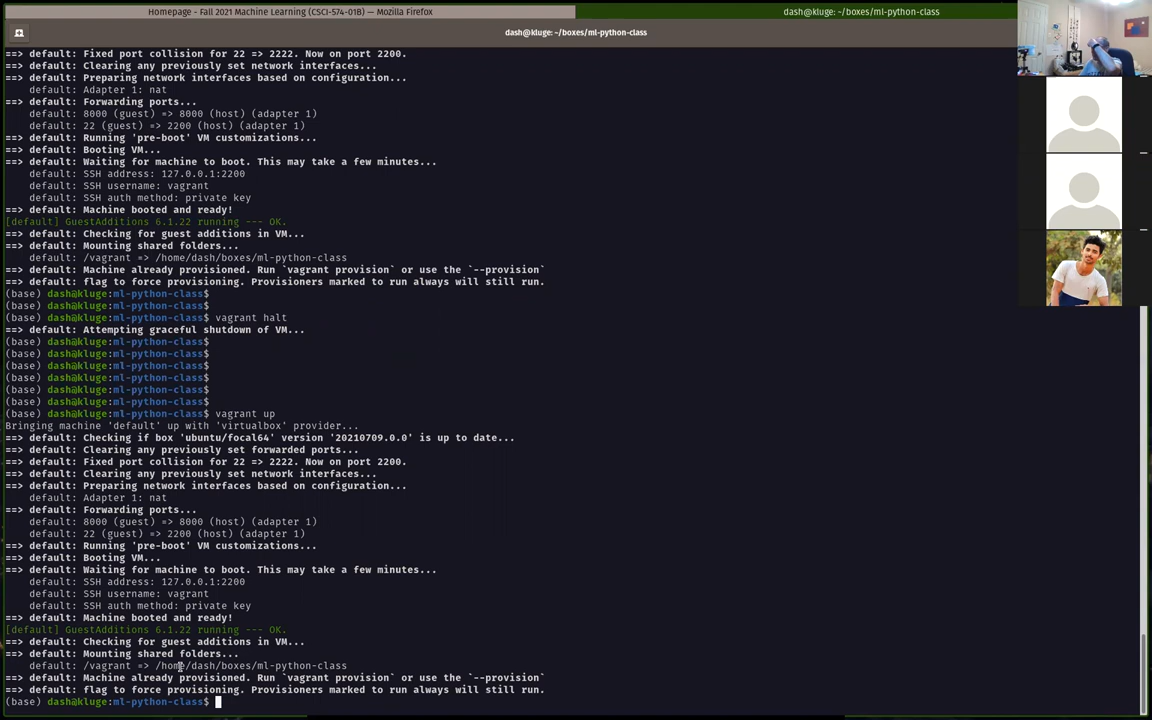 Homepage - Fall 2021 Machine Learning (CSCI-574-01B) — Mozilla Firefox
dash@kluge: ~/boxes/ml-python-class
dash@kluge: ~/boxes/ml-python-class
==> default: Fixed port collision for 22 => 2222. Now on port 2200.
==> default: Clearing any previously set network interfaces...
==> default: Preparing network interfaces based on configuration...
default: Adapter 1: nat
==> default: Forwarding ports...
default: 8000 (guest) => 8000 (host) (adapter 1)
default: 22 (guest) => 2200 (host) (adapter 1)
==> default: Running 'pre-boot' VM customizations...
==> default: Booting VM...
==> default: Waiting for machine to boot. This may take a few minutes...
default: SSH address: 127.0.0.1:2200
default: SSH username: vagrant
default: SSH auth method: private key
==> default: Machine booted and ready!
[default] GuestAdditions 6.1.22 running --- OK.
==> default: Checking for guest additions in VM...
==> default: Mounting shared folders...
default: /vagrant => /home/dash/boxes/ml-python-class
==> default: Machine already provisioned. Run `vagrant provision` or use the `--provision`
==> default: flag to force provisioning. Provisioners marked to run always will still run.
(base) dash@kluge:ml-python-class$
(base) dash@kluge:ml-python-class$
(base) dash@kluge:ml-python-class$ vagrant halt
==> default: Attempting graceful shutdown of VM...
(base) dash@kluge:ml-python-class$
(base) dash@kluge:ml-python-class$
(base) dash@kluge:ml-python-class$
(base) dash@kluge:ml-python-class$
(base) dash@kluge:ml-python-class$
(base) dash@kluge:ml-python-class$
(base) dash@kluge:ml-python-class$ vagrant up
Bringing machine 'default' up with 'virtualbox' provider...
==> default: Checking if box 'ubuntu/focal64' version '20210709.0.0' is up to date...
==> default: Clearing any previously set forwarded ports...
==> default: Fixed port collision for 22 => 2222. Now on port 2200.
==> default: Clearing any previously set network interfaces...
==> default: Preparing network interfaces based on configuration...
default: Adapter 1: nat
==> default: Forwarding ports...
default: 8000 (guest) => 8000 (host) (adapter 1)
default: 22 (guest) => 2200 (host) (adapter 1)
==> default: Running 'pre-boot' VM customizations...
==> default: Booting VM...
==> default: Waiting for machine to boot. This may take a few minutes...
default: SSH address: 127.0.0.1:2200
default: SSH username: vagrant
default: SSH auth method: private key
==> default: Machine booted and ready!
[default] GuestAdditions 6.1.22 running --- OK.
==> default: Checking for guest additions in VM...
==> default: Mounting shared folders...
default: /vagrant => /home/dash/boxes/ml-python-class
==> default: Machine already provisioned. Run `vagrant provision` or use the `--provision`
==> default: flag to force provisioning. Provisioners marked to run always will still run.
(base) dash@kluge:ml-python-class$